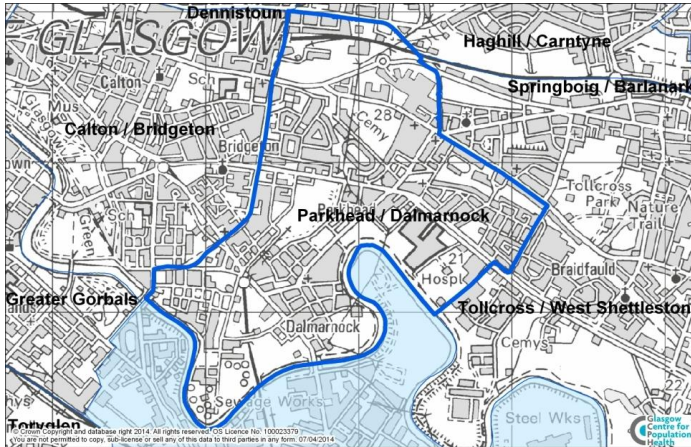 Dennistoun
GLASGOW
Haghill / Carntyne
Calton
Sch
Springboig / Barlanark
Mus
Cemy
28
Calton / Bridgeton
Bridgeton
Tollcross
Park
Nature
Trail
Sch
Green
Parkhead
Parkhead / Dalmarnock
21
Hospl
Braidfauld
Greater Gorbals
Tollcross / West Shettleston
Dalmarnock
Cemys
Sewage Works
Steel Wks
Toryglen
© Crown Copyright and database right 2014. All rights reserved. OS Licence No. 100023379
You are not permitted to copy, sub-license or sell any of this data to third parties in any form. 07/04/2014
Glasgow
Centre for
Population
Health